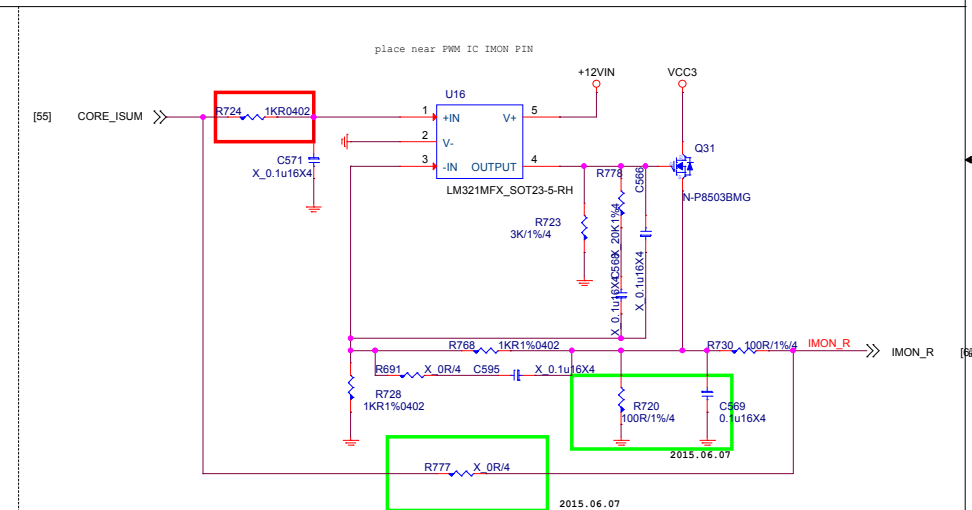 place near PWM IC IMON PIN
+12VIN
VCC3
U16
[55]
CORE_ISUM
R724
1KR0402
1
+IN
V+
5
2
V-
3
-IN
OUTPUT
4
LM321MFX_SOT23-5-RH
C571
X_0.1u16X4
Q31
N-P8503BMG
R778
X_20K1%4
C566
X_0.1u16X4
R723
3K/1%/4
C568
X_0.1u16X4
R768
1KR1%0402
R730
100R/1%/4
IMON_R
IMON_R
R691
X_0R/4
C595
X_0.1u16X4
R728
1KR1%0402
R720
100R/1%/4
C569
0.1u16X4
2015.06.07
R777
X_0R/4
2015.06.07